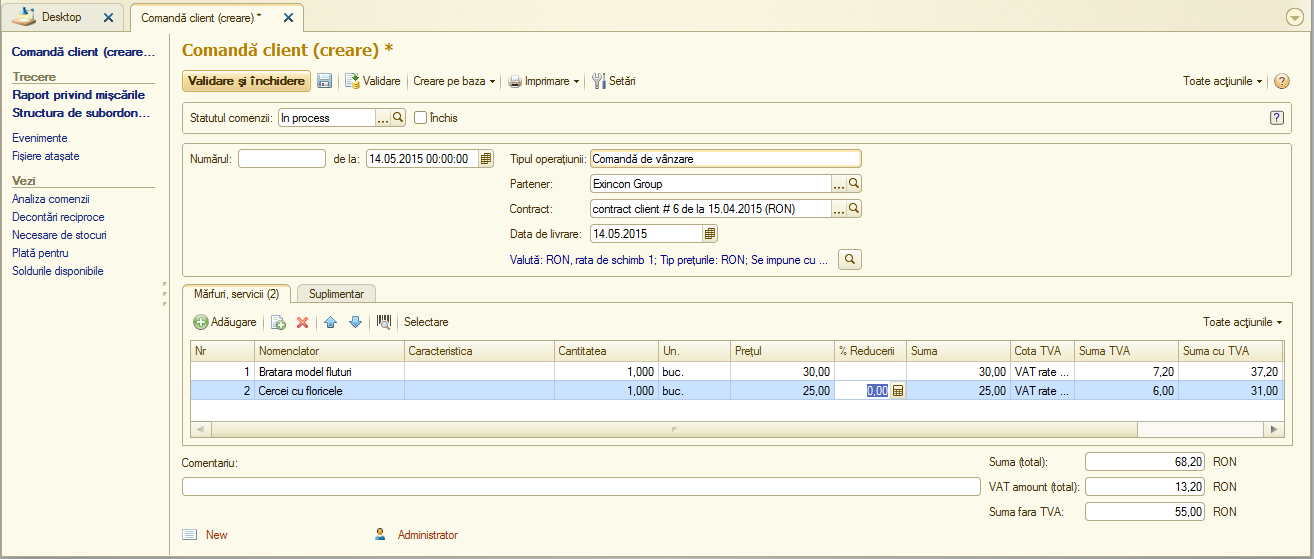 Desktop
Comandă client (creare) *
Comandă client (creare...
Trecere
Raport privind mișcările
Structura de subordon...
Evenimente
Fișiere atașate
Vezi
Analiza comenzii
Decontări reciproce
Necesare de stocuri
Plată pentru
Soldurile disponibile
Comandă client (creare) *
Validare și închidere Validare Creare pe baza Imprimare Setări Toate acțiunile ?
Statutul comenzii: In process ... Închis ?
Numărul: de la: 14.05.2015 00:00:00 Tipul operațiunii: Comandă de vânzare
Partener: Exincon Group ...
Contract: contract client # 6 de la 15.04.2015 (RON) ...
Data de livrare: 14.05.2015
Valută: RON, rata de schimb 1; Tip prețurile: RON; Se impune cu ...
Mărfuri, servicii (2) Suplimentar
Adăugare Selectare Toate acțiunile
Nr Nomenclator Caracteristica Cantitatea Un. Prețul % Reducerii Suma Cota TVA Suma TVA Suma cu TVA
1 Bratara model fluturi 1,000 buc. 30,00 30,00 VAT rate ... 7,20 37,20
2 Cercei cu floricele 1,000 buc. 25,00 0,00 25,00 VAT rate ... 6,00 31,00
Comentariu: Suma (total): 68,20 RON
VAT amount (total): 13,20 RON
Suma fara TVA: 55,00 RON
New Administrator